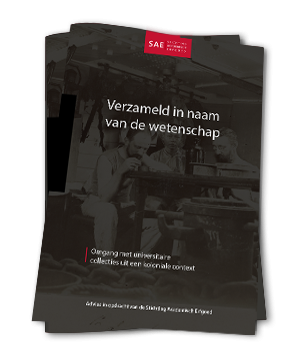 SAE
Verzameld in naam
van de wetenschap
Omgang met universitaire
collecties uit een koloniale context
Advies in opdracht van de Stichting Academisch Erfgoed